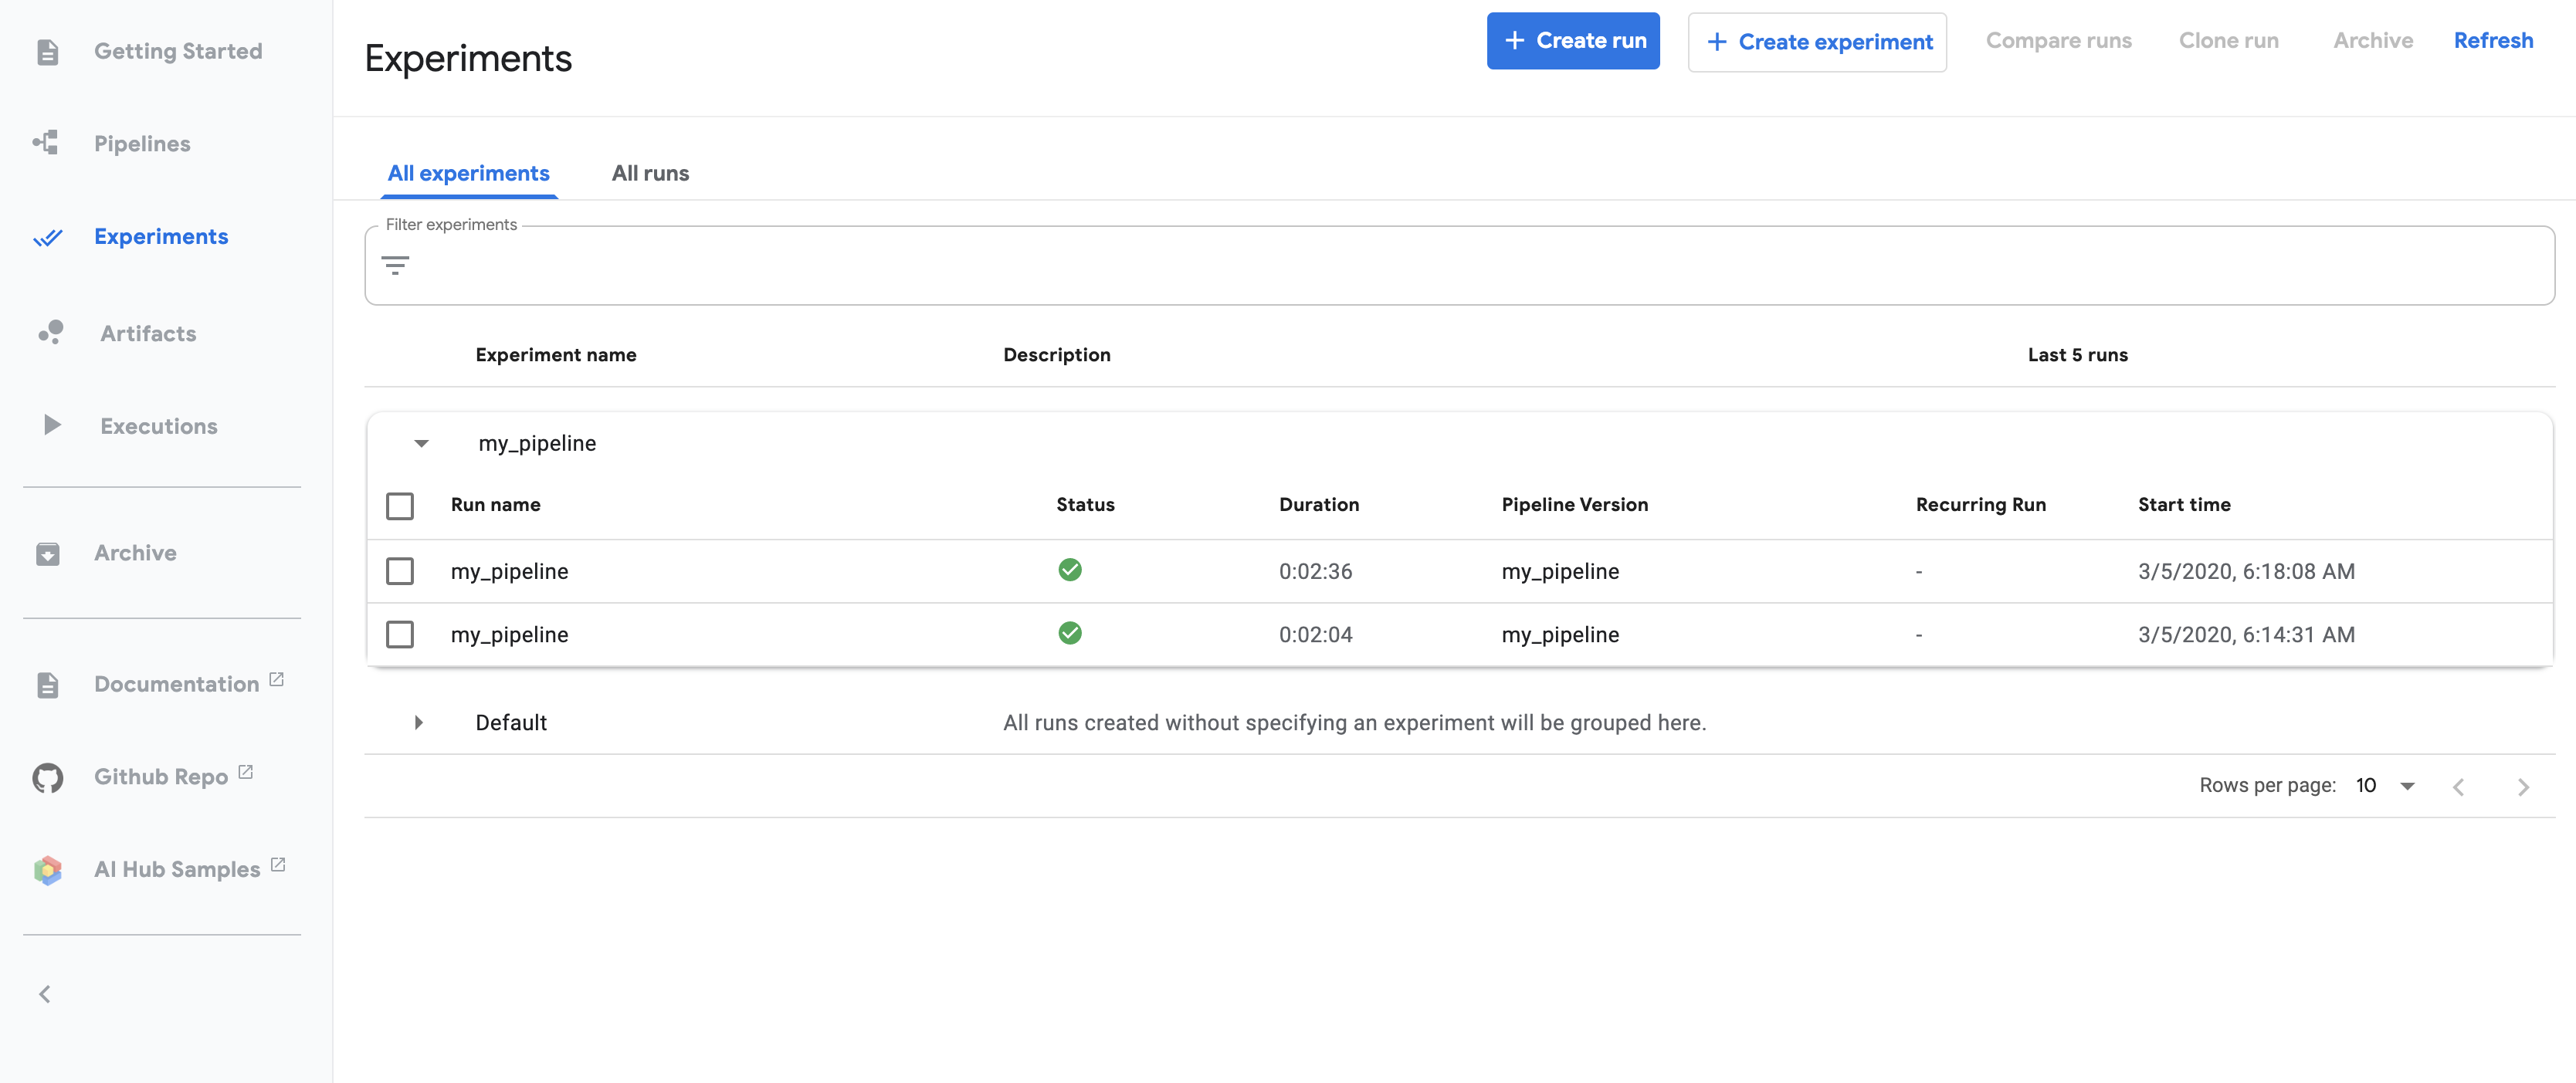 Getting Started
Pipelines
Experiments
Artifacts
Executions
Archive
Documentation
Github Repo
AI Hub Samples
Experiments
+ Create run
+ Create experiment
Compare runs
Clone run
Archive
Refresh
All experiments
All runs
Filter experiments
Experiment name Description Last 5 runs
my_pipeline
Run name Status Duration Pipeline Version Recurring Run Start time
my_pipeline 0:02:36 my_pipeline - 3/5/2020, 6:18:08 AM
my_pipeline 0:02:04 my_pipeline - 3/5/2020, 6:14:31 AM
Default All runs created without specifying an experiment will be grouped here.
Rows per page: 10